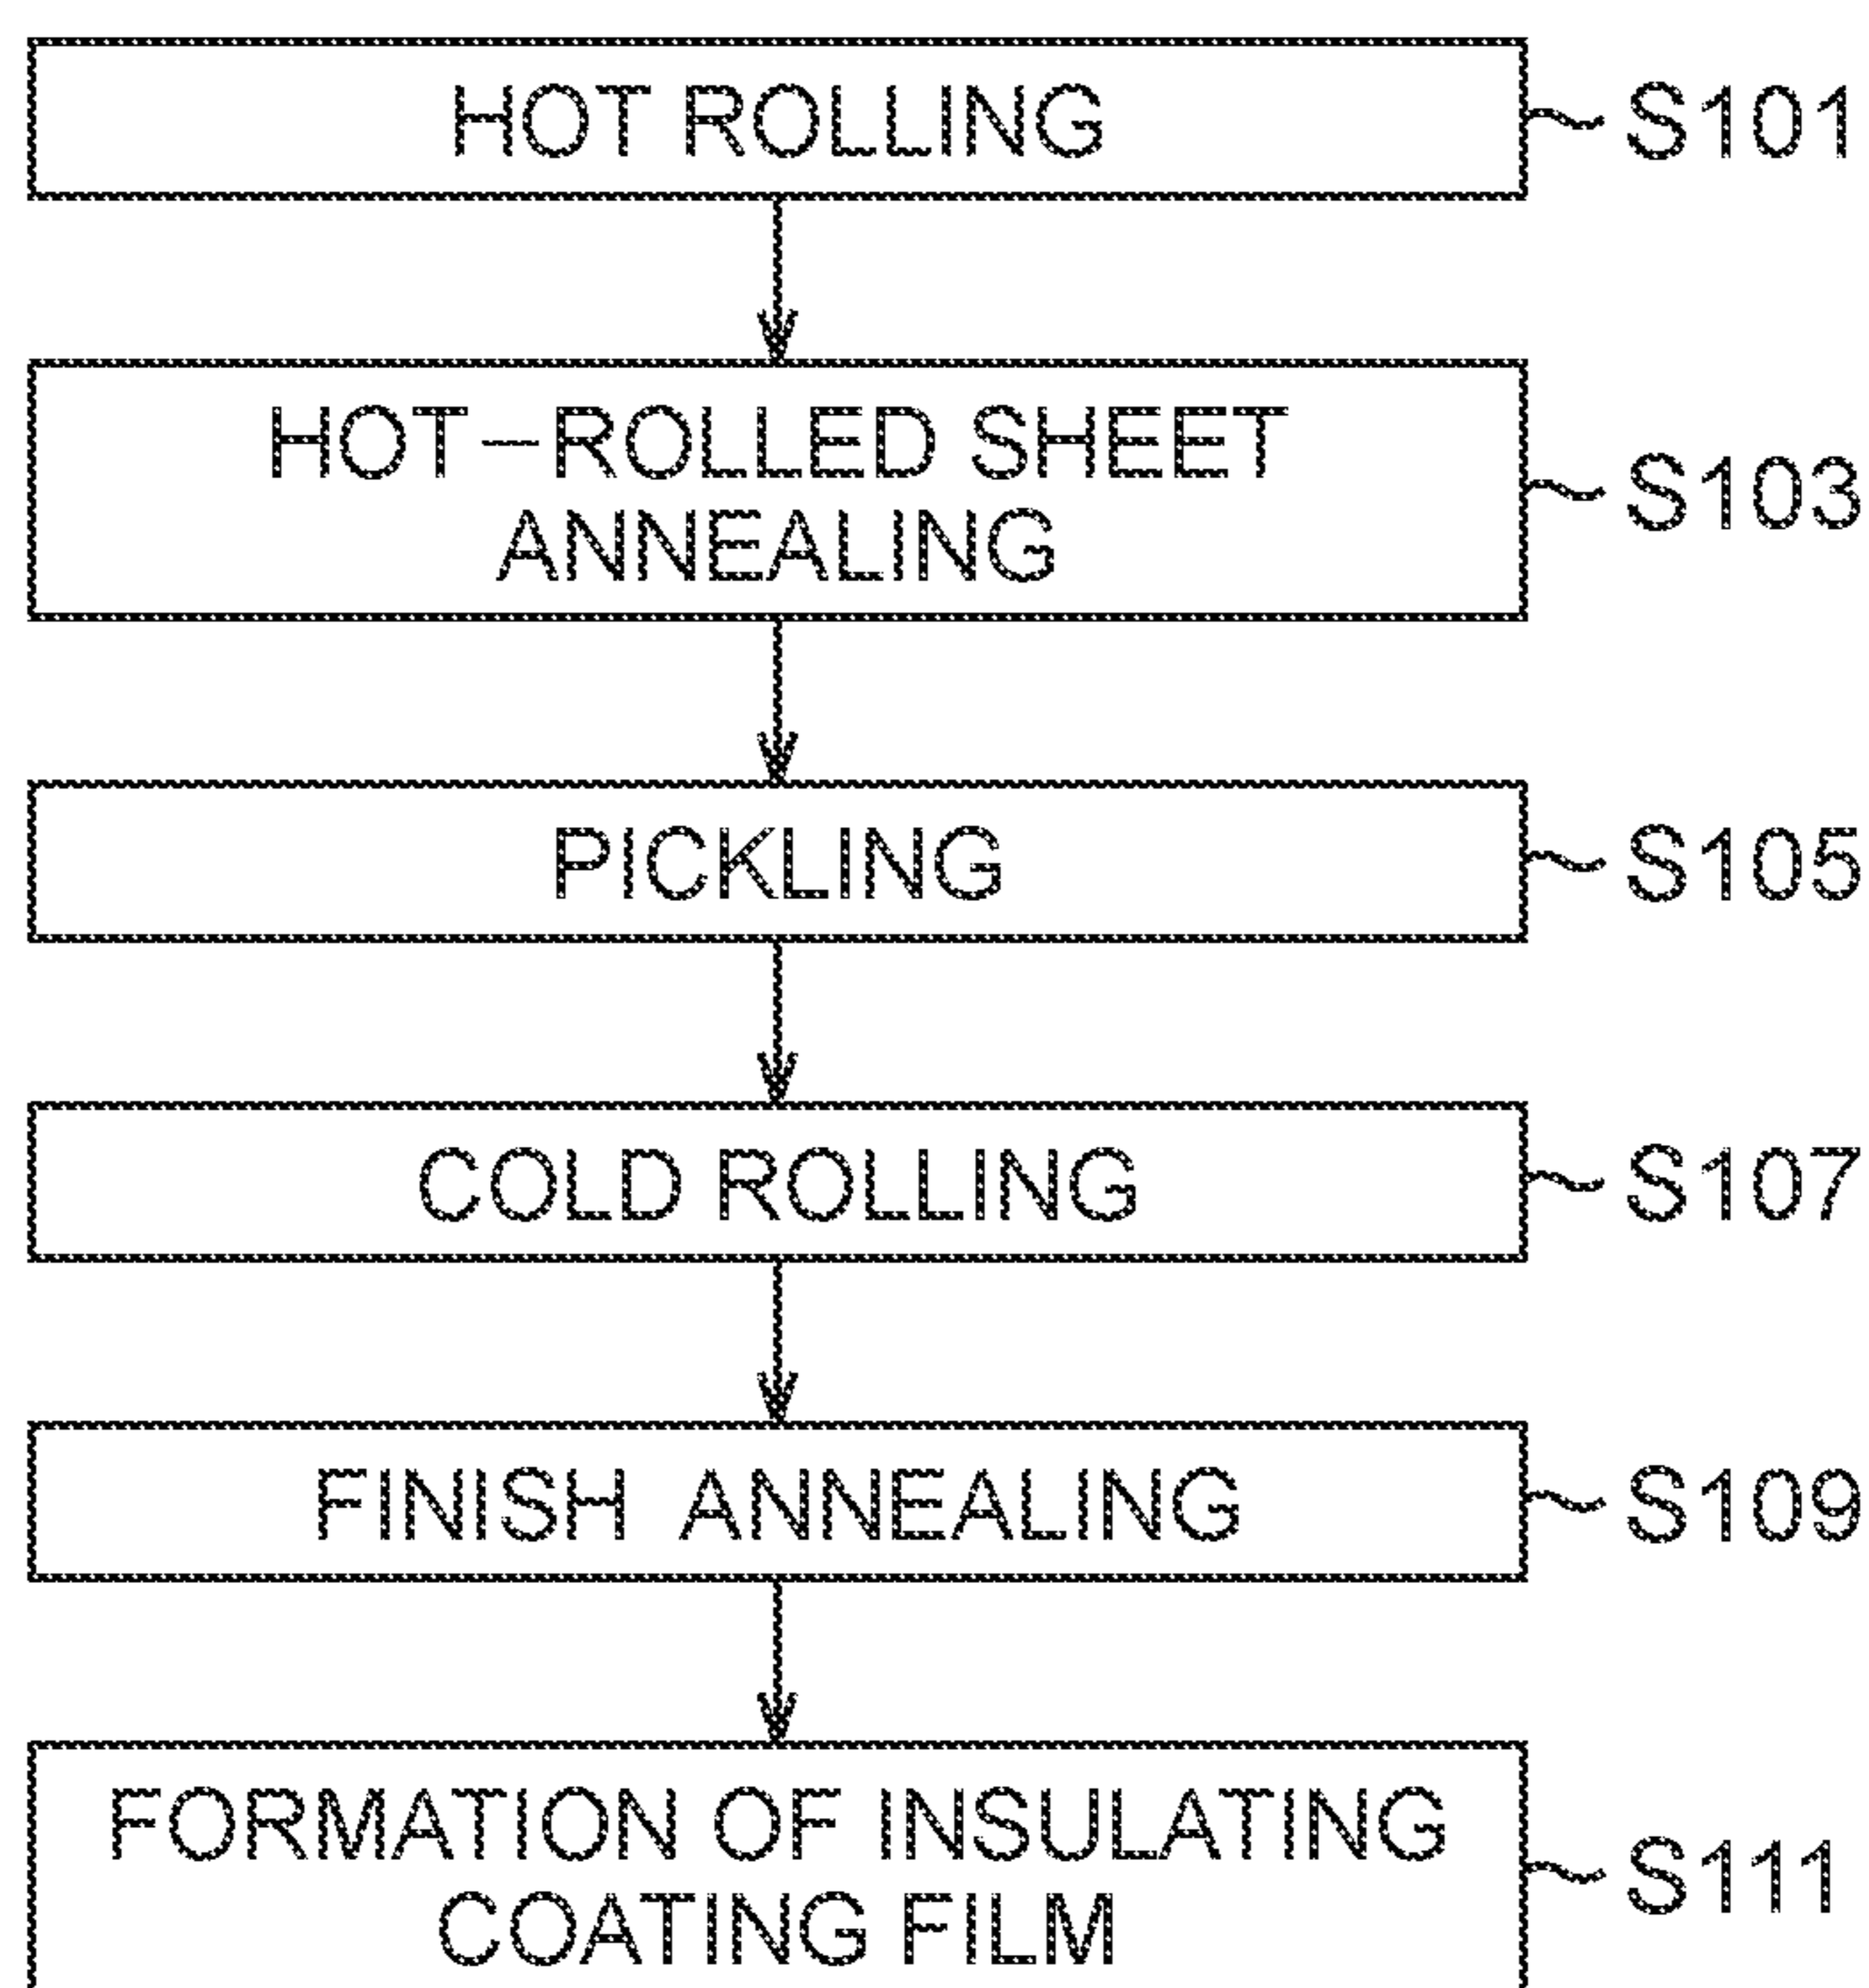 HOT ROLLING
S101
HOT-ROLLED SHEET
ANNEALING
S103
PICKLING
S105
COLD ROLLING
S107
FINISH ANNEALING
S109
FORMATION OF INSULATING
COATING FILM
S111